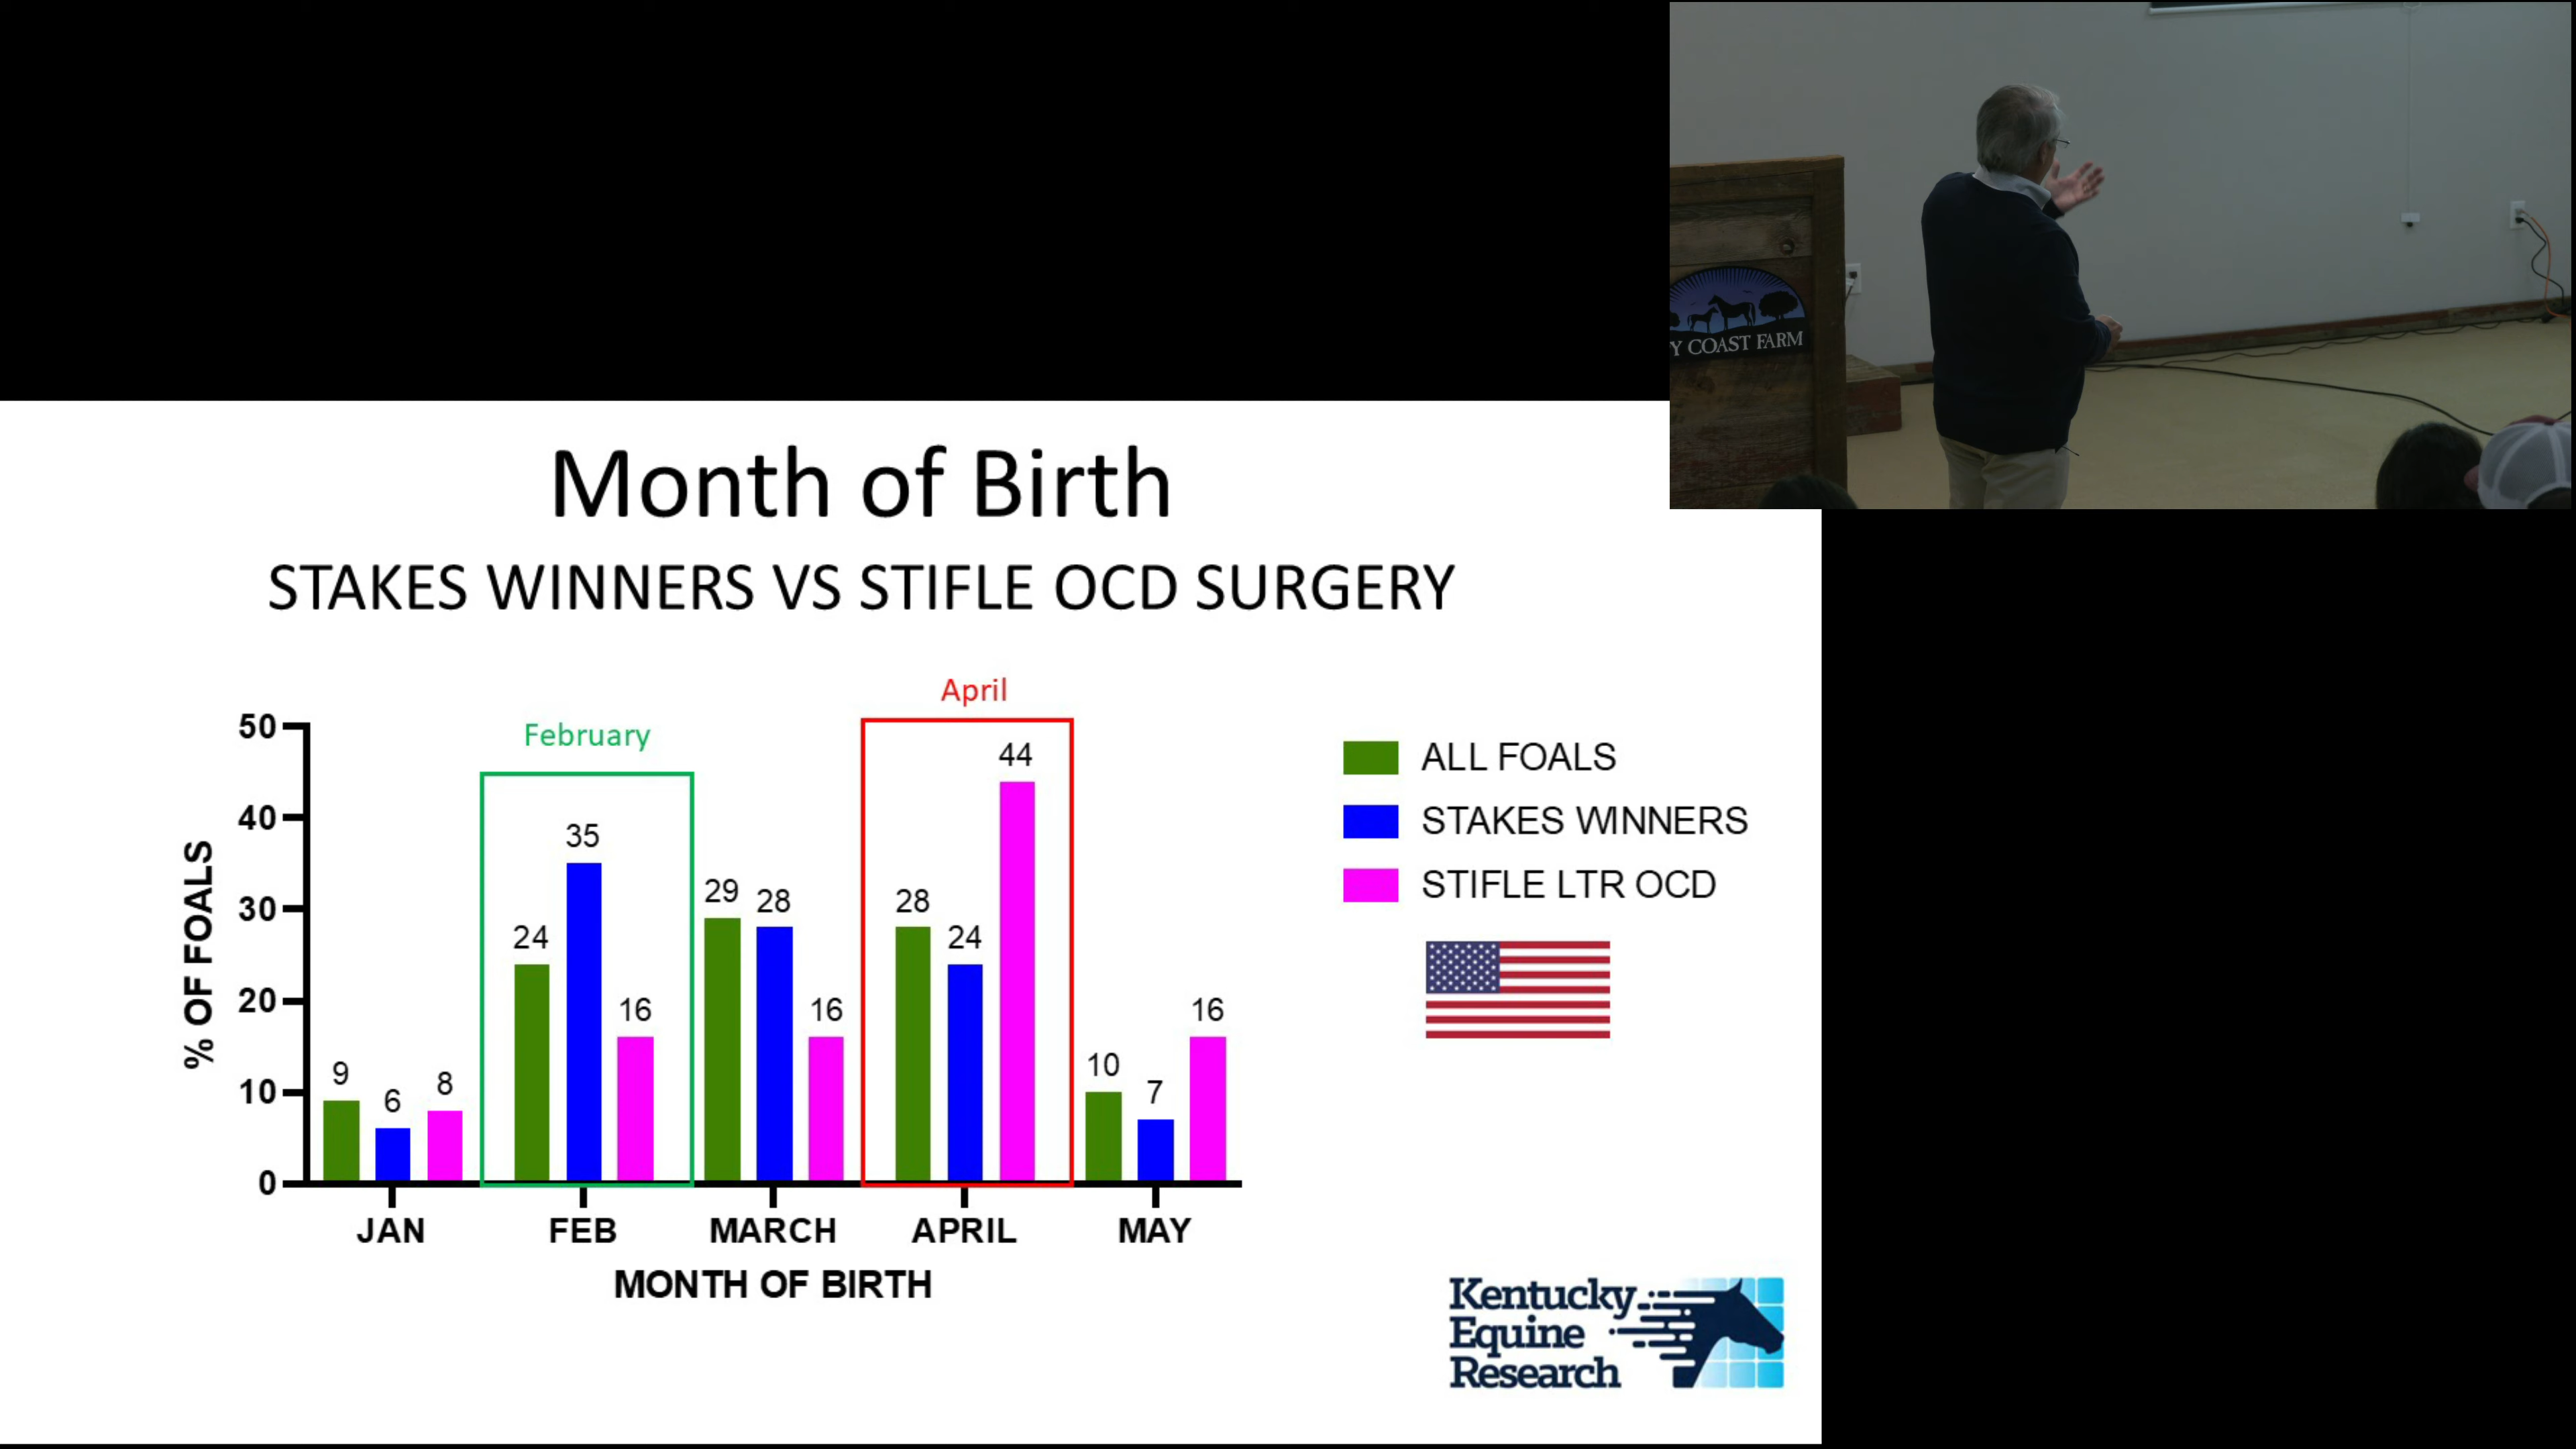 Y COAST FARM
Month of Birth
STAKES WINNERS VS STIFLE OCD SURGERY
% OF FOALS
50
40
30
20
10
0
February
April
9
6
8
24
35
16
29
28
16
28
24
44
10
7
16
JAN
FEB
MARCH
APRIL
MAY
MONTH OF BIRTH
ALL FOALS
STAKES WINNERS
STIFLE LTR OCD
Kentucky
Equine
Research